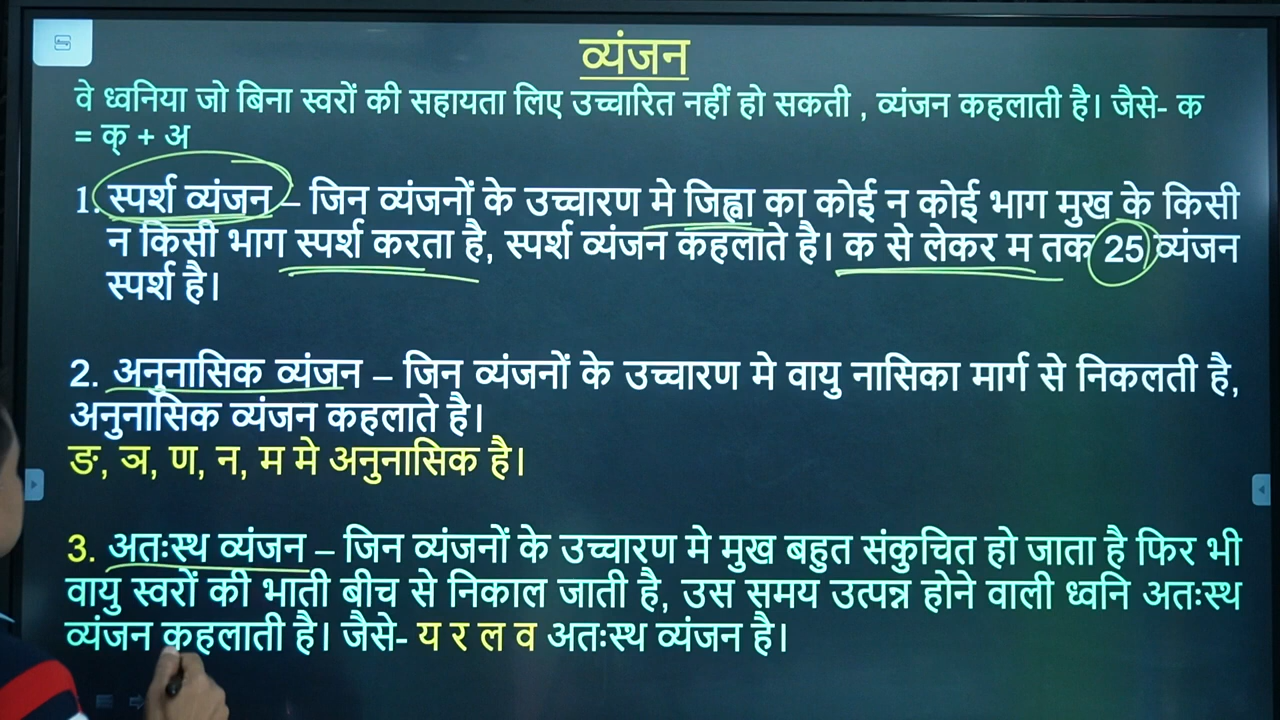 व्यंजन
वे ध्वनिया जो बिना स्वरों की सहायता लिए उच्चारित नहीं हो सकती , व्यंजन कहलाती है। जैसे- क
= क् + अ
1. स्पर्श व्यंजन – जिन व्यंजनों के उच्चारण मे जिह्वा का कोई न कोई भाग मुख के किसी
न किसी भाग स्पर्श करता है, स्पर्श व्यंजन कहलाते है। क से लेकर म तक 25 व्यंजन
स्पर्श है।
2. अनुनासिक व्यंजन – जिन व्यंजनों के उच्चारण मे वायु नासिका मार्ग से निकलती है,
अनुनासिक व्यंजन कहलाते है।
ङ, ञ, ण, न, म मे अनुनासिक है।
3. अतःस्थ व्यंजन – जिन व्यंजनों के उच्चारण मे मुख बहुत संकुचित हो जाता है फिर भी
वायु स्वरों की भाती बीच से निकाल जाती है, उस समय उत्पन्न होने वाली ध्वनि अतःस्थ
व्यंजन कहलाती है। जैसे- य र ल व अतःस्थ व्यंजन है।